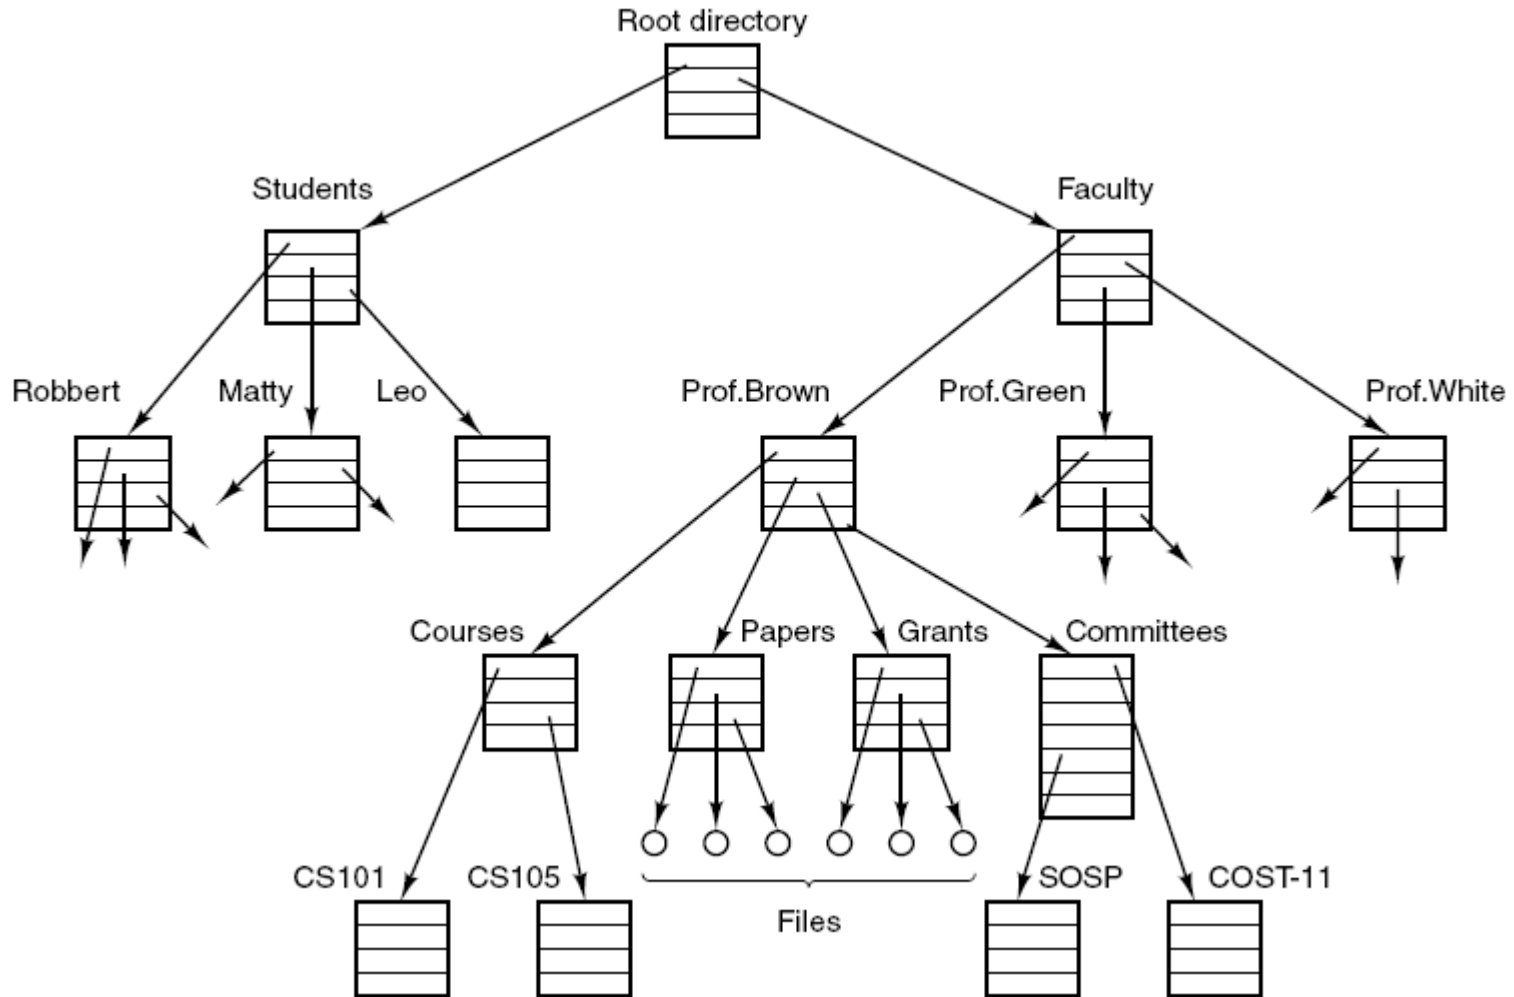 Root directory
Students
Faculty
Robbert
Matty
Leo
Prof.Brown
Prof.Green
Prof.White
Courses
Papers
Grants
Committees
CS101
CS105
SOSP
COST-11
Files